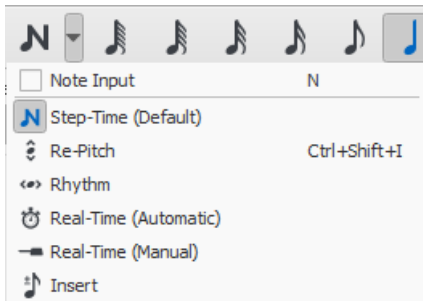 N
Note Input N
Step-Time (Default)
Re-Pitch Ctrl+Shift+I
Rhythm
Real-Time (Automatic)
Real-Time (Manual)
Insert